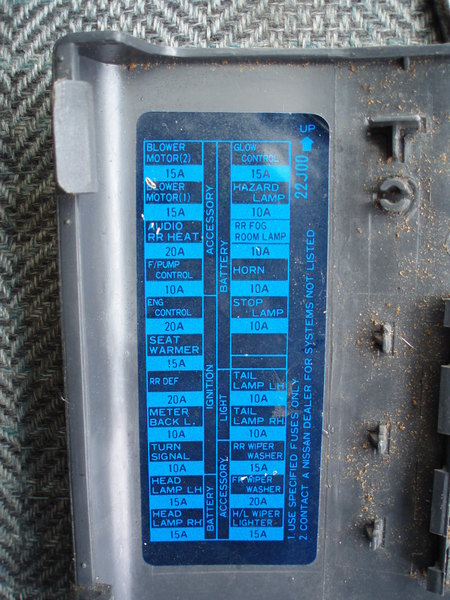 UP
22J00
BLOWER
MOTOR(2)
15A
BLOWER
MOTOR(1)
15A
AUDIO
RR HEAT
20A
F/PUMP
CONTROL
10A
ENG
CONTROL
20A
SEAT
WARMER
15A
RR DEF
20A
METER
BACK L.
10A
TURN
SIGNAL
10A
HEAD
LAMP LH
15A
HEAD
LAMP RH
15A
ACCESSORY
IGNITION
BATTERY
BATTERY
LIGHT
ACCESSORY
GLOW
CONTROL
15A
HAZARD
LAMP
10A
RR FOG
ROOM LAMP
10A
HORN
10A
STOP
LAMP
10A
TAIL
LAMP LH
10A
TAIL
LAMP RH
10A
RR WIPER
WASHER
15A
FR WIPER
WASHER
20A
H/L WIPER
LIGHTER
15A
1. USE SPECIFIED FUSES ONLY
2. CONTACT A NISSAN DEALER FOR SYSTEMS NOT LISTED